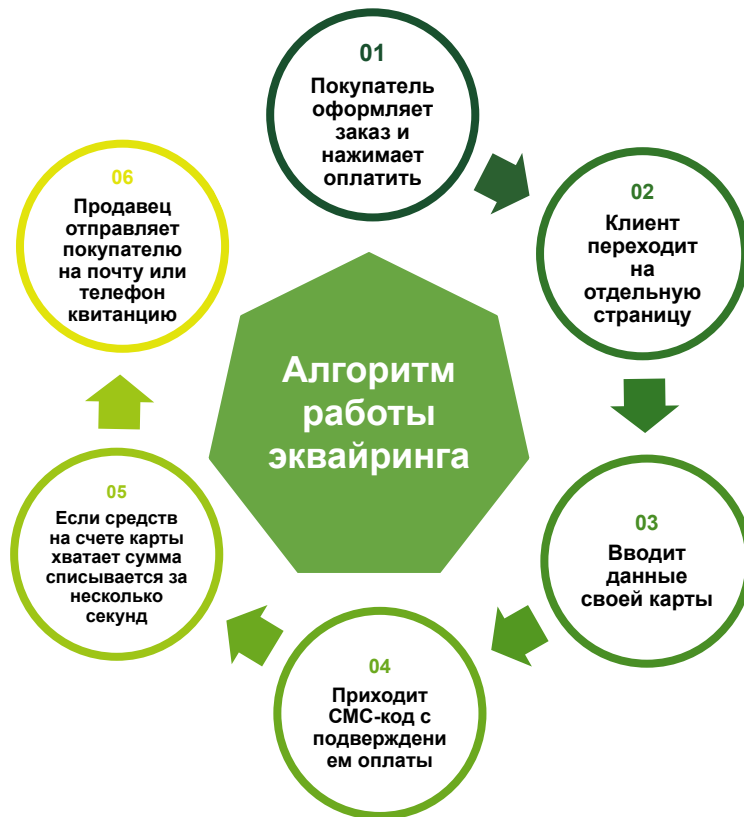 01
Покупатель
оформляет
заказ и
нажимает
оплатить
02
Клиент
переходит
на
отдельную
страницу
03
Вводит
данные
своей карты
04
Приходит
СМС-код с
подверждени
ем оплаты
05
Если средств
на счете карты
хватает сумма
списывается за
несколько
секунд
06
Продавец
отправляет
покупателю
на почту или
телефон
квитанцию
Алгоритм
работы
эквайринга